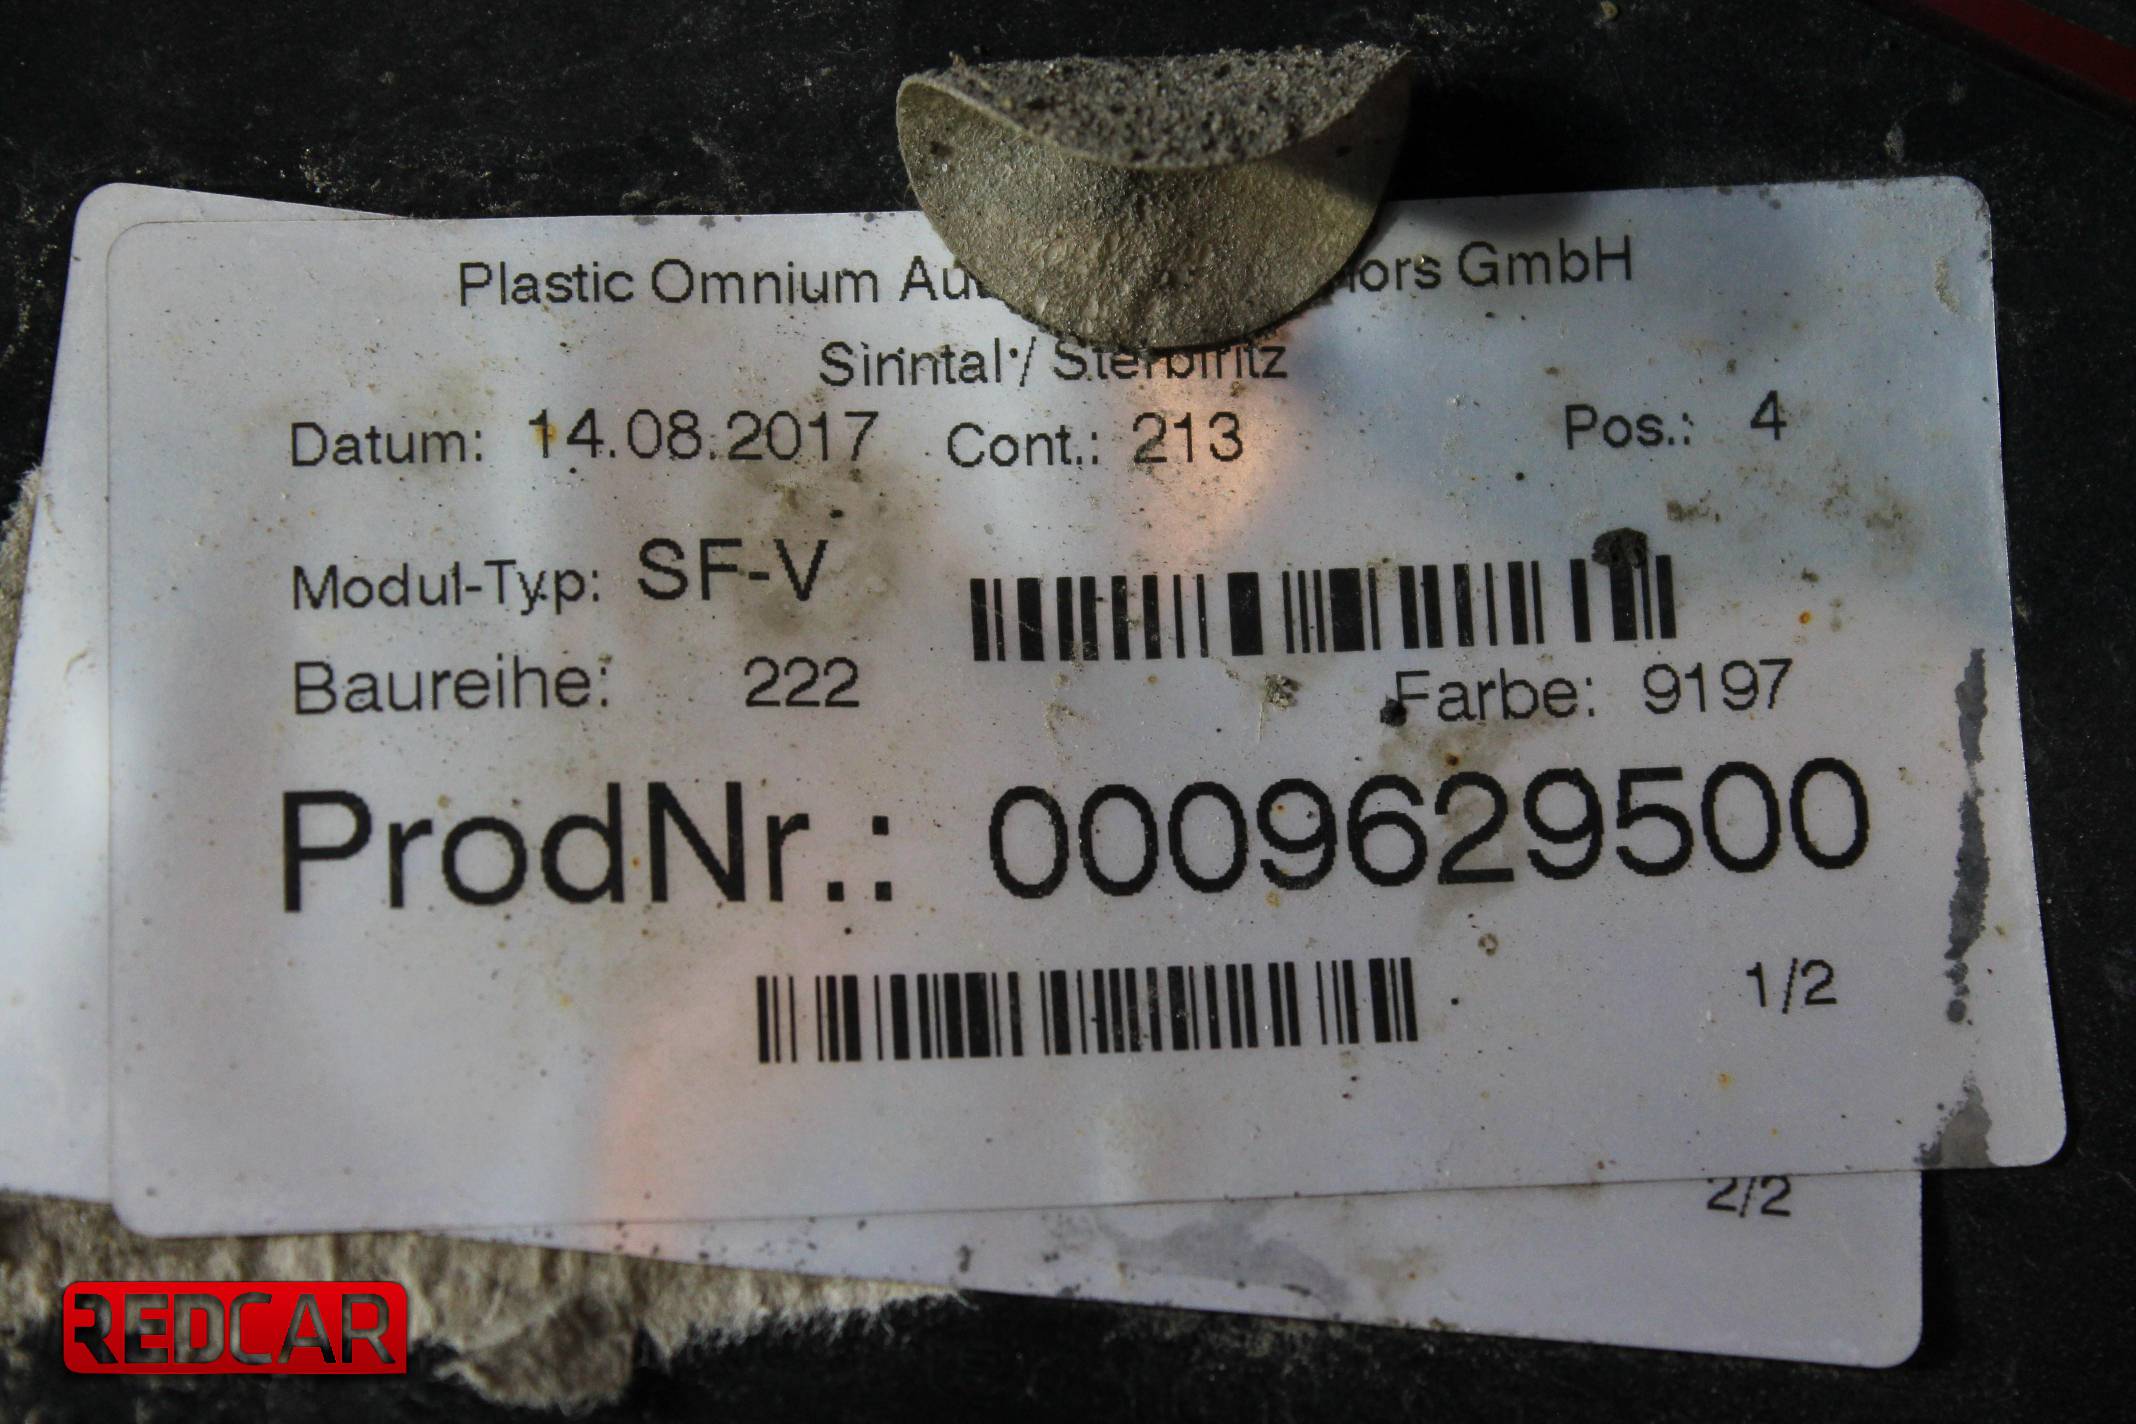 Plastic Omnium GmbH
Sinntal / Sterbfritz
Datum: 14.08.2017 Cont.: 213 Pos.: 4
Modul-Typ: SF-V
Baureihe: 222 Farbe: 9197
ProdNr.: 0009629500
1/2
2/2
REDCAR